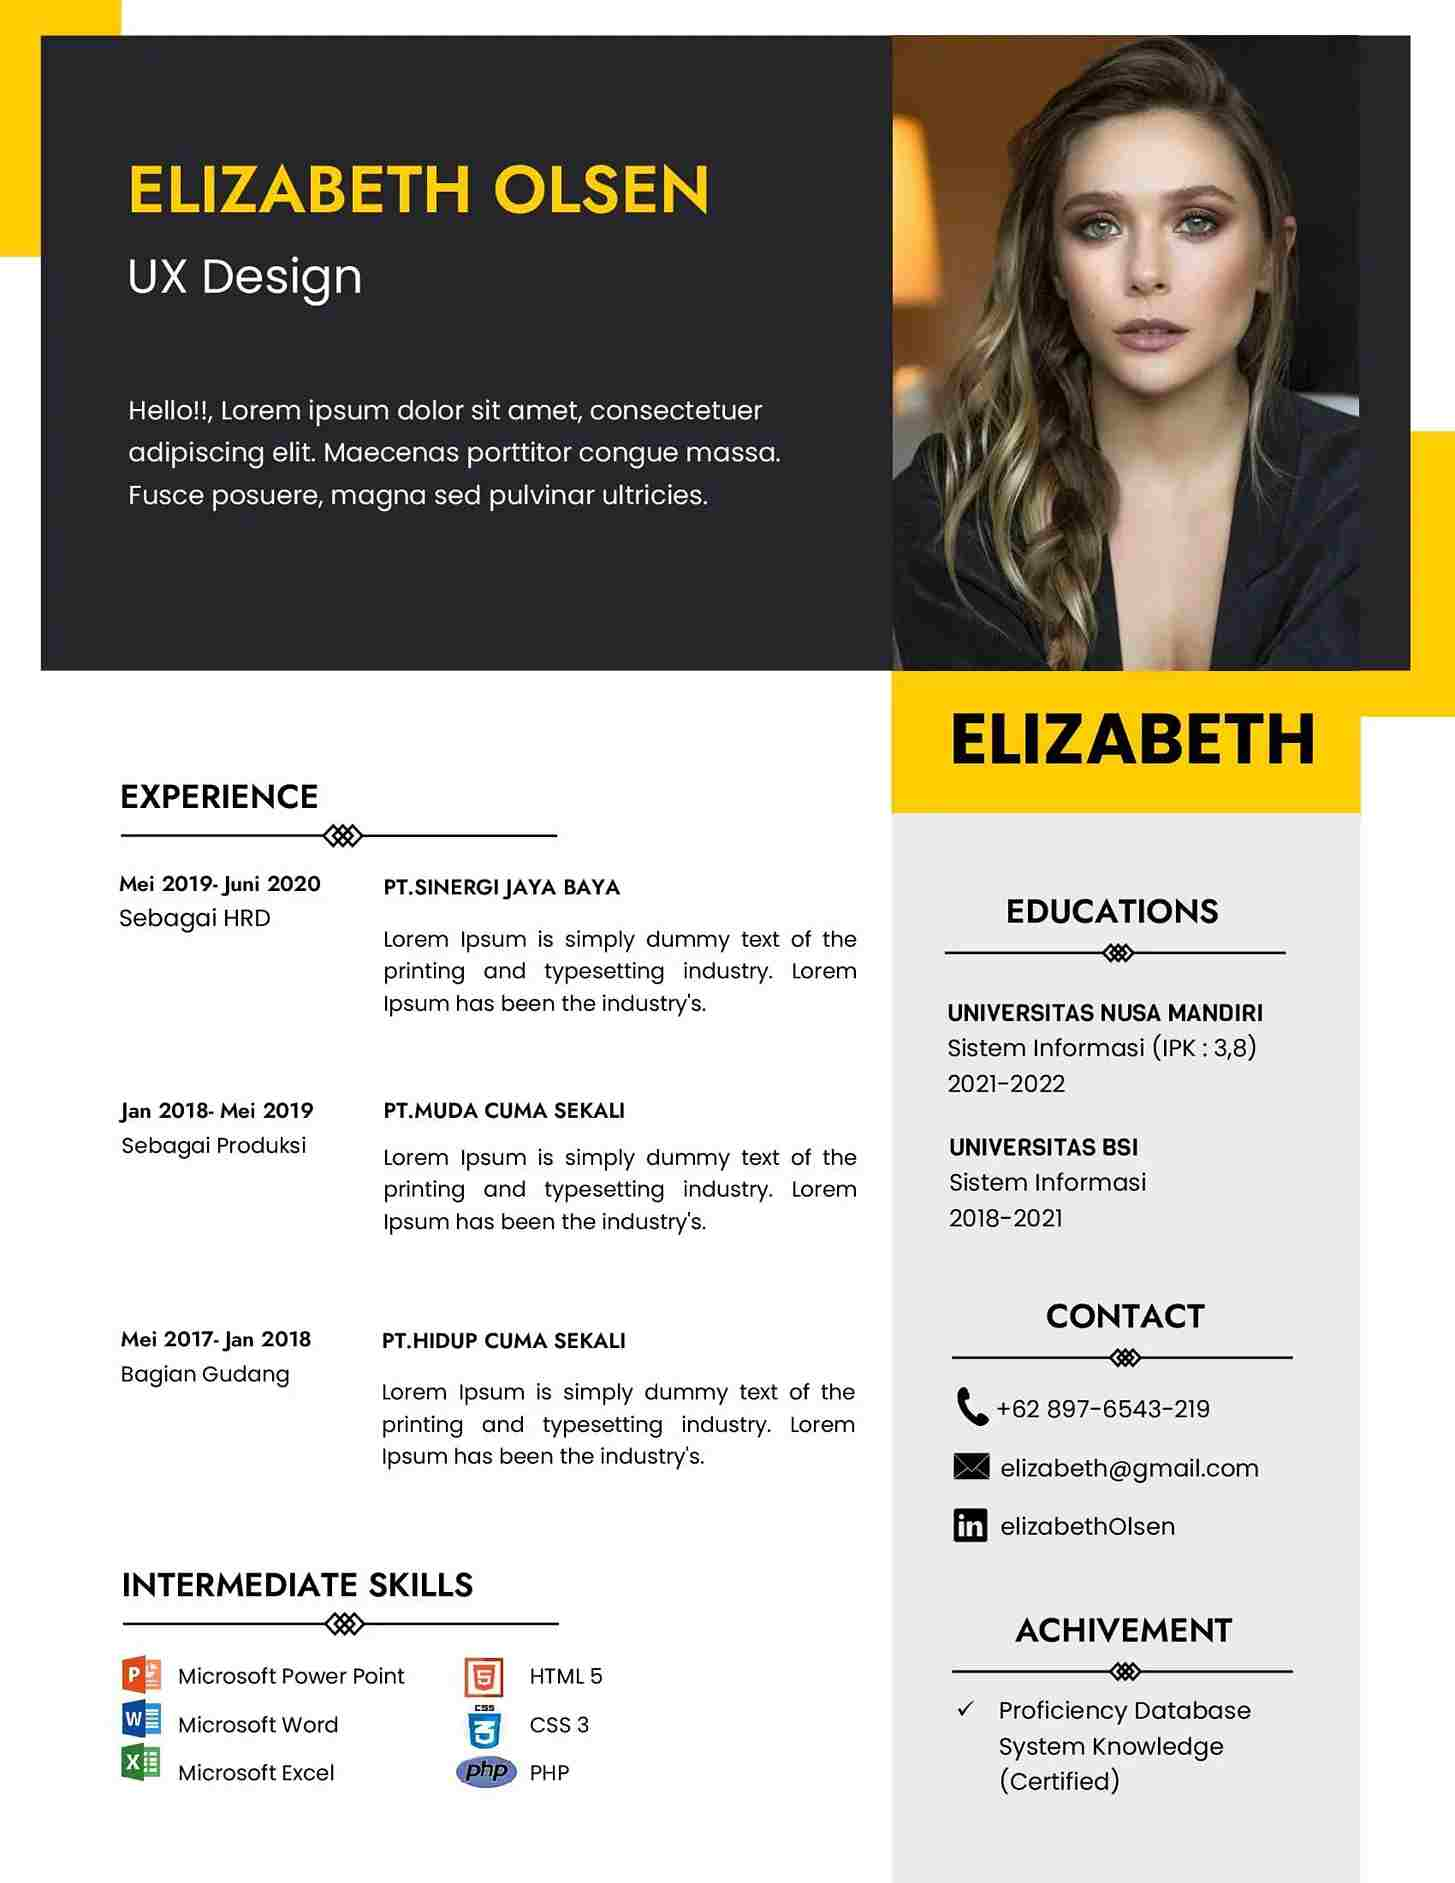 ELIZABETH OLSEN
UX Design
Hello!!, Lorem ipsum dolor sit amet, consectetuer
adipiscing elit. Maecenas porttitor congue massa.
Fusce posuere, magna sed pulvinar ultricies.
ELIZABETH
EXPERIENCE
Mei 2019- Juni 2020
Sebagai HRD
PT.SINERGI JAYA BAYA
Lorem Ipsum is simply dummy text of the
printing and typesetting industry. Lorem
Ipsum has been the industry's.
Jan 2018- Mei 2019
Sebagai Produksi
PT.MUDA CUMA SEKALI
Lorem Ipsum is simply dummy text of the
printing and typesetting industry. Lorem
Ipsum has been the industry's.
Mei 2017- Jan 2018
Bagian Gudang
PT.HIDUP CUMA SEKALI
Lorem Ipsum is simply dummy text of the
printing and typesetting industry. Lorem
Ipsum has been the industry's.
INTERMEDIATE SKILLS
P
Microsoft Power Point
W
Microsoft Word
X
Microsoft Excel
5
HTML 5
CSS
3
CSS 3
php
PHP
EDUCATIONS
UNIVERSITAS NUSA MANDIRI
Sistem Informasi (IPK : 3,8)
2021-2022
UNIVERSITAS BSI
Sistem Informasi
2018-2021
CONTACT
+62 897-6543-219
elizabeth@gmail.com
in
elizabethOlsen
ACHIVEMENT
✓ Proficiency Database
System Knowledge
(Certified)